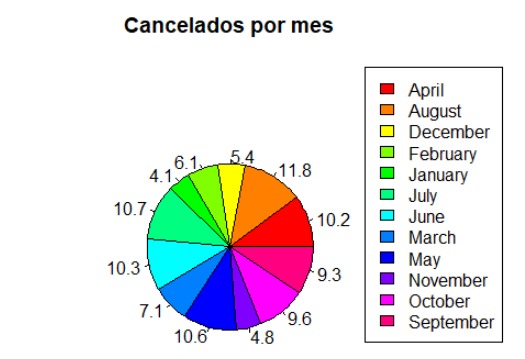 Cancelados por mes
April
August
December
February
January
July
June
March
May
November
October
September
10.2
11.8
5.4
6.1
4.1
10.7
10.3
7.1
10.6
4.8
9.6
9.3